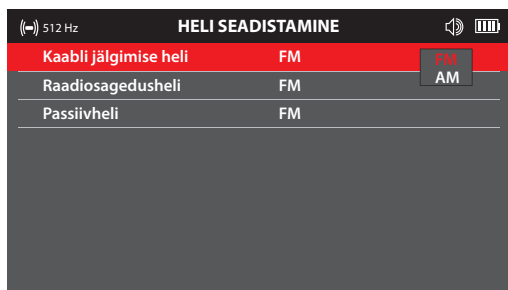 512 Hz HELI SEADISTAMINE
Kaabli jälgimise heli FM FM
AM
Raadiosagedusheli FM
Passiivheli FM